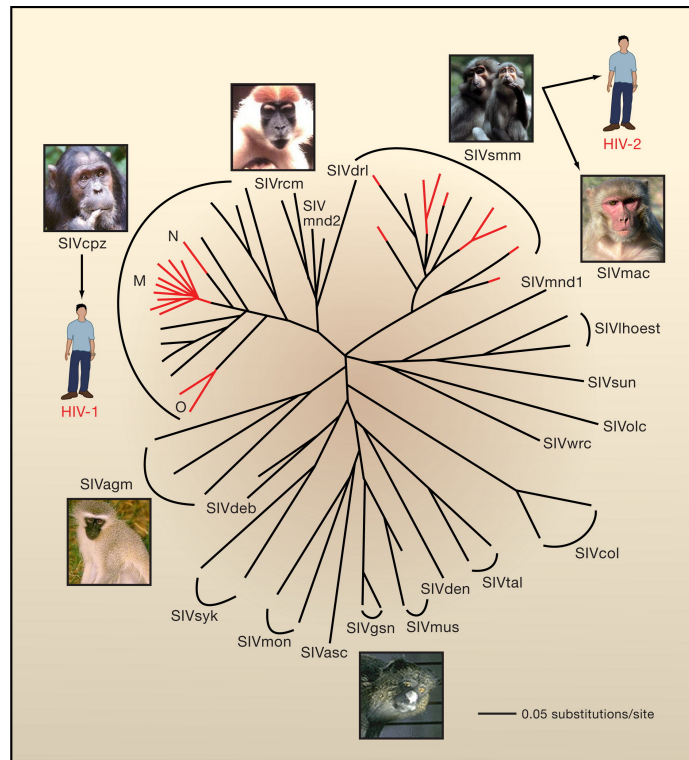 SIVcpz
HIV-1
M
N
O
SIVrcm
SIV
mnd2
SIVdrl
SIVsmm
HIV-2
SIVmac
SIVmnd1
SIVlhoest
SIVsun
SIVolc
SIVwrc
SIVcol
SIVtal
SIVden
SIVmus
SIVgsn
SIVasc
SIVmon
SIVsyk
SIVdeb
SIVagm
0.05 substitutions/site